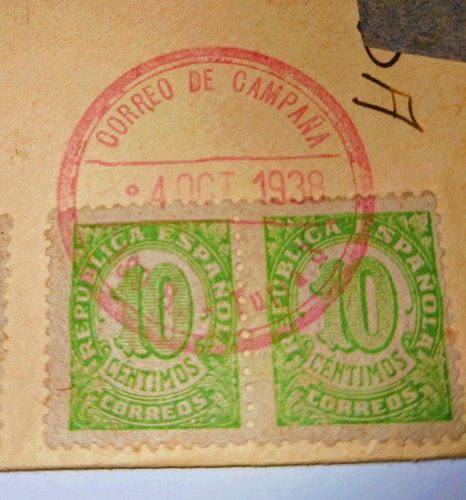 CORREO DE CAMPAÑA
4 OCT 1938
REPUBLICA ESPAÑOLA
10
CENTIMOS
CORREOS
REPUBLICA ESPAÑOLA
10
CENTIMOS
CORREOS